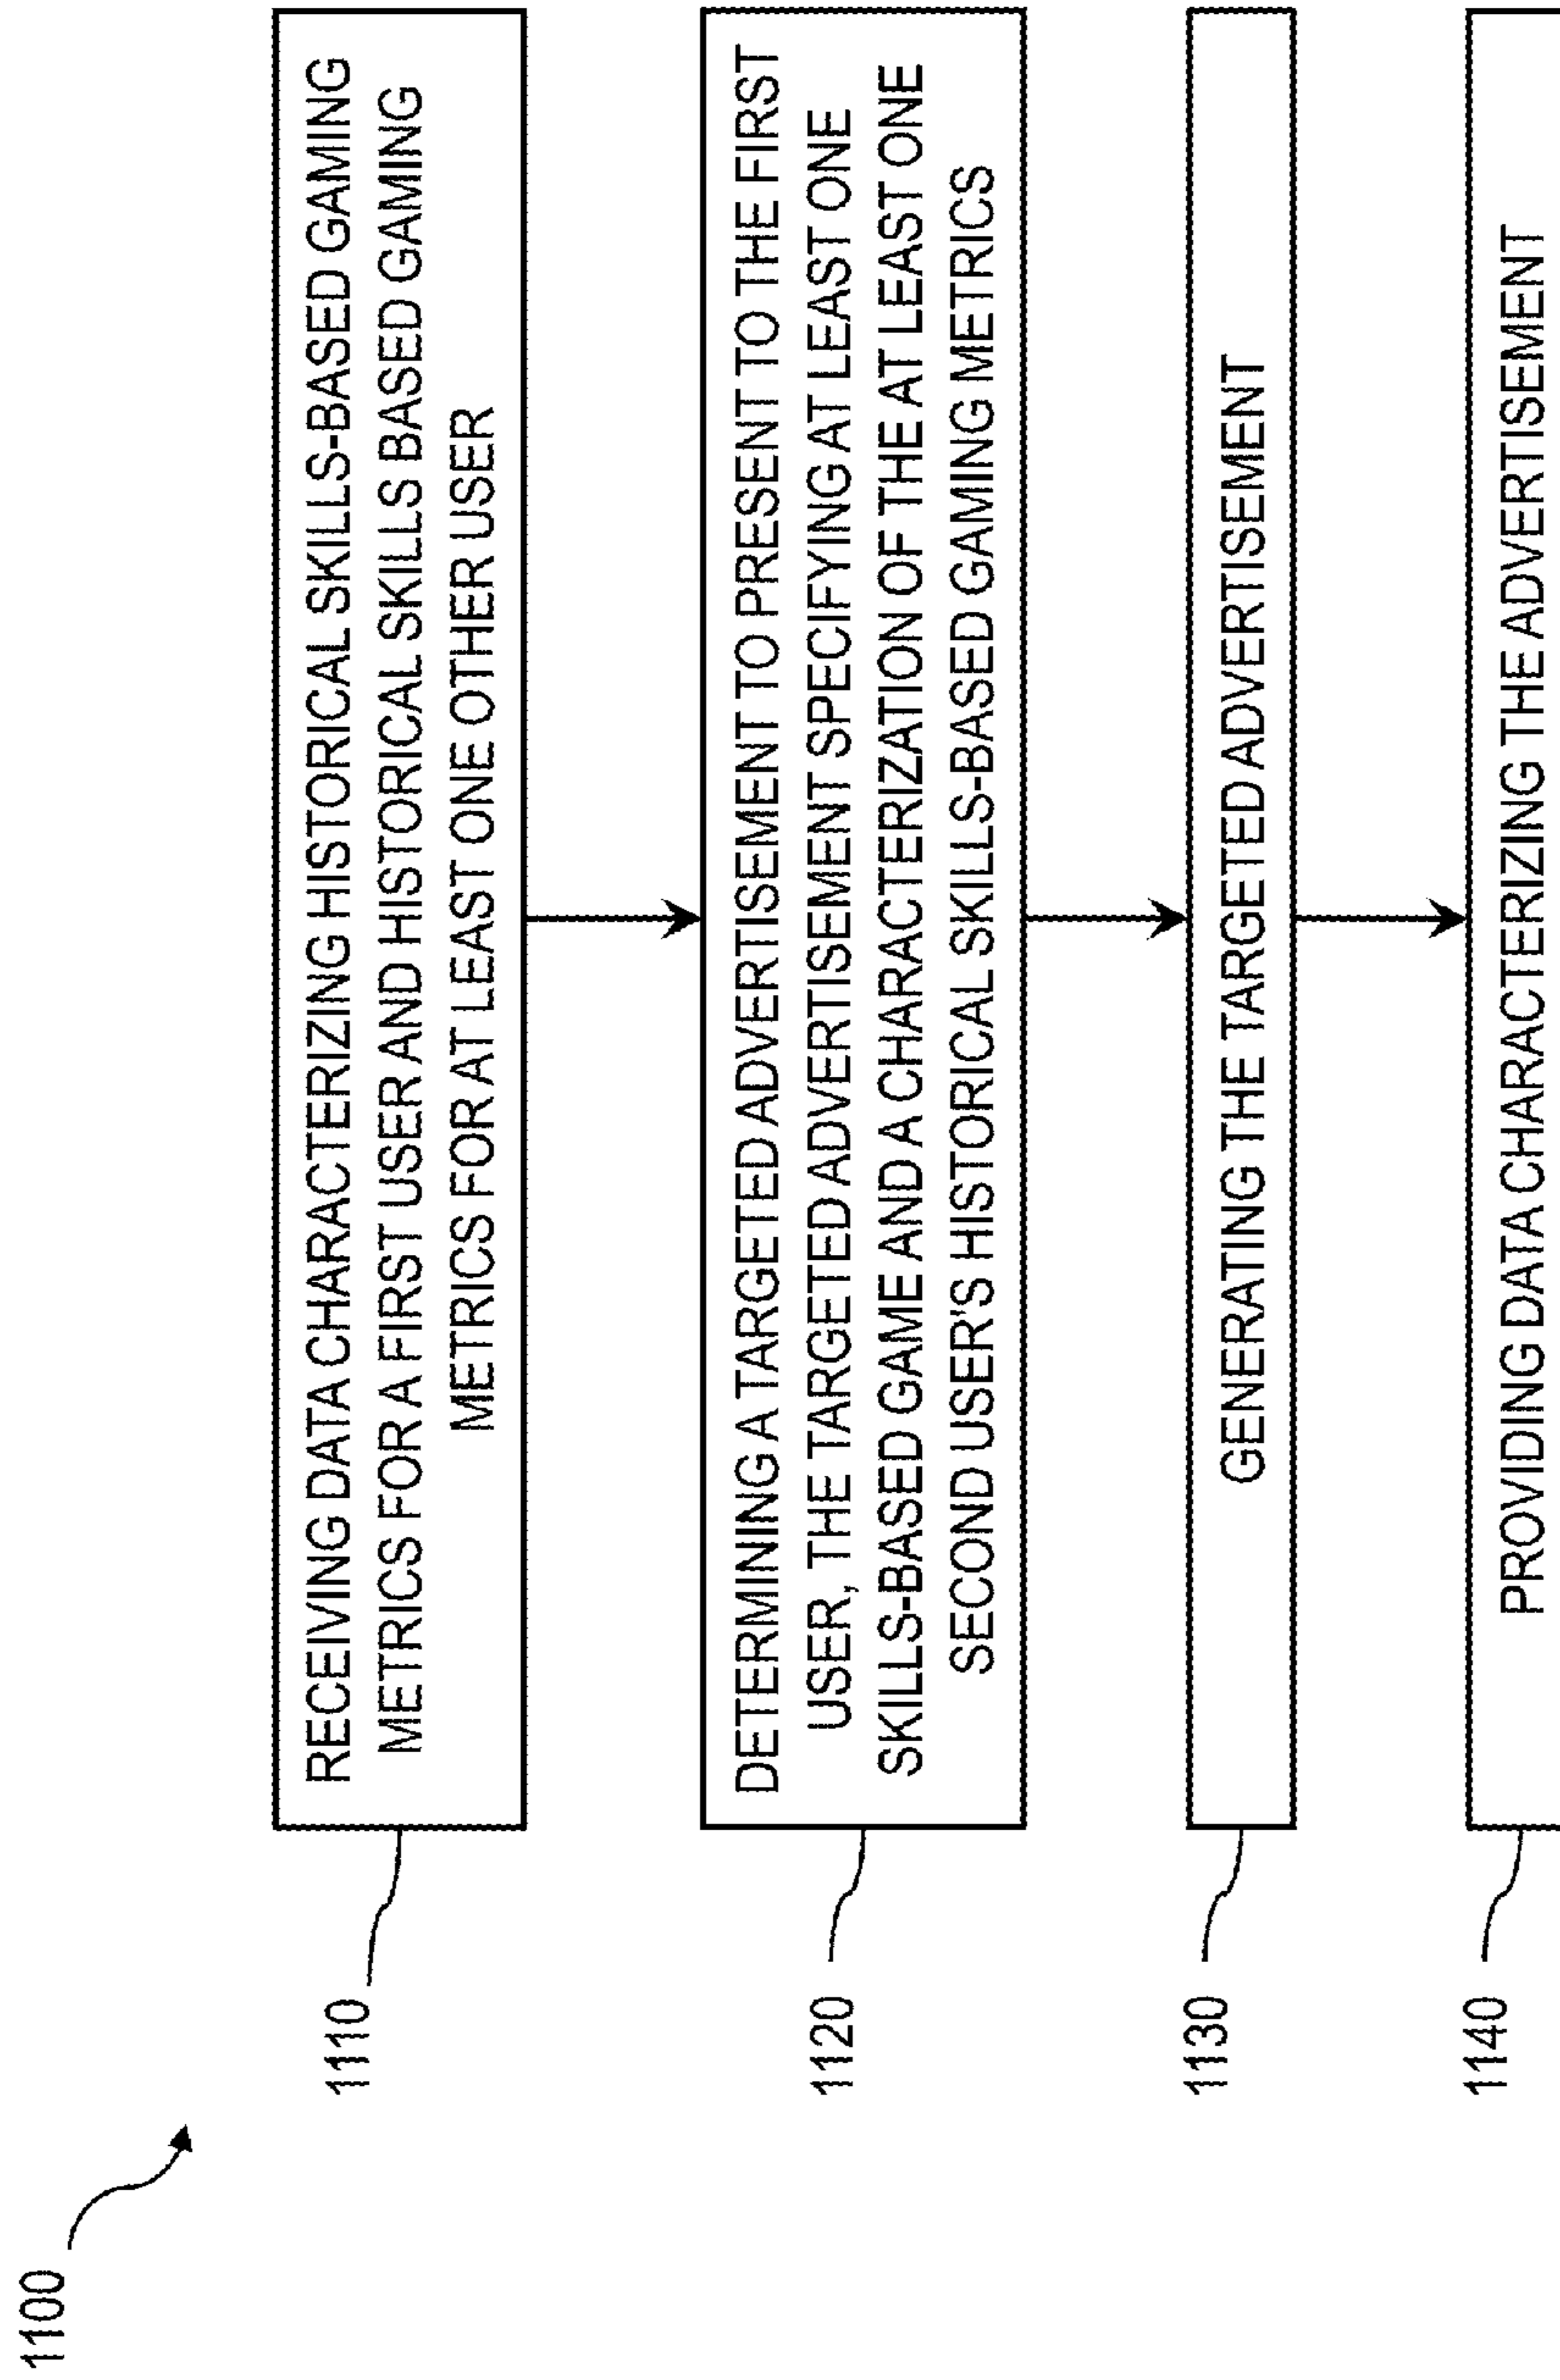 1100
1110
RECEIVING DATA CHARACTERIZING HISTORICAL SKILLS-BASED GAMING
METRICS FOR A FIRST USER AND HISTORICAL SKILLS BASED GAMING
METRICS FOR AT LEAST ONE OTHER USER
1120
DETERMINING A TARGETED ADVERTISEMENT TO PRESENT TO THE FIRST
USER, THE TARGETED ADVERTISEMENT SPECIFYING AT LEAST ONE
SKILLS-BASED GAME AND A CHARACTERIZATION OF THE AT LEAST ONE
SECOND USER'S HISTORICAL SKILLS-BASED GAMING METRICS
1130
GENERATING THE TARGETED ADVERTISEMENT
1140
PROVIDING DATA CHARACTERIZING THE ADVERTISEMENT